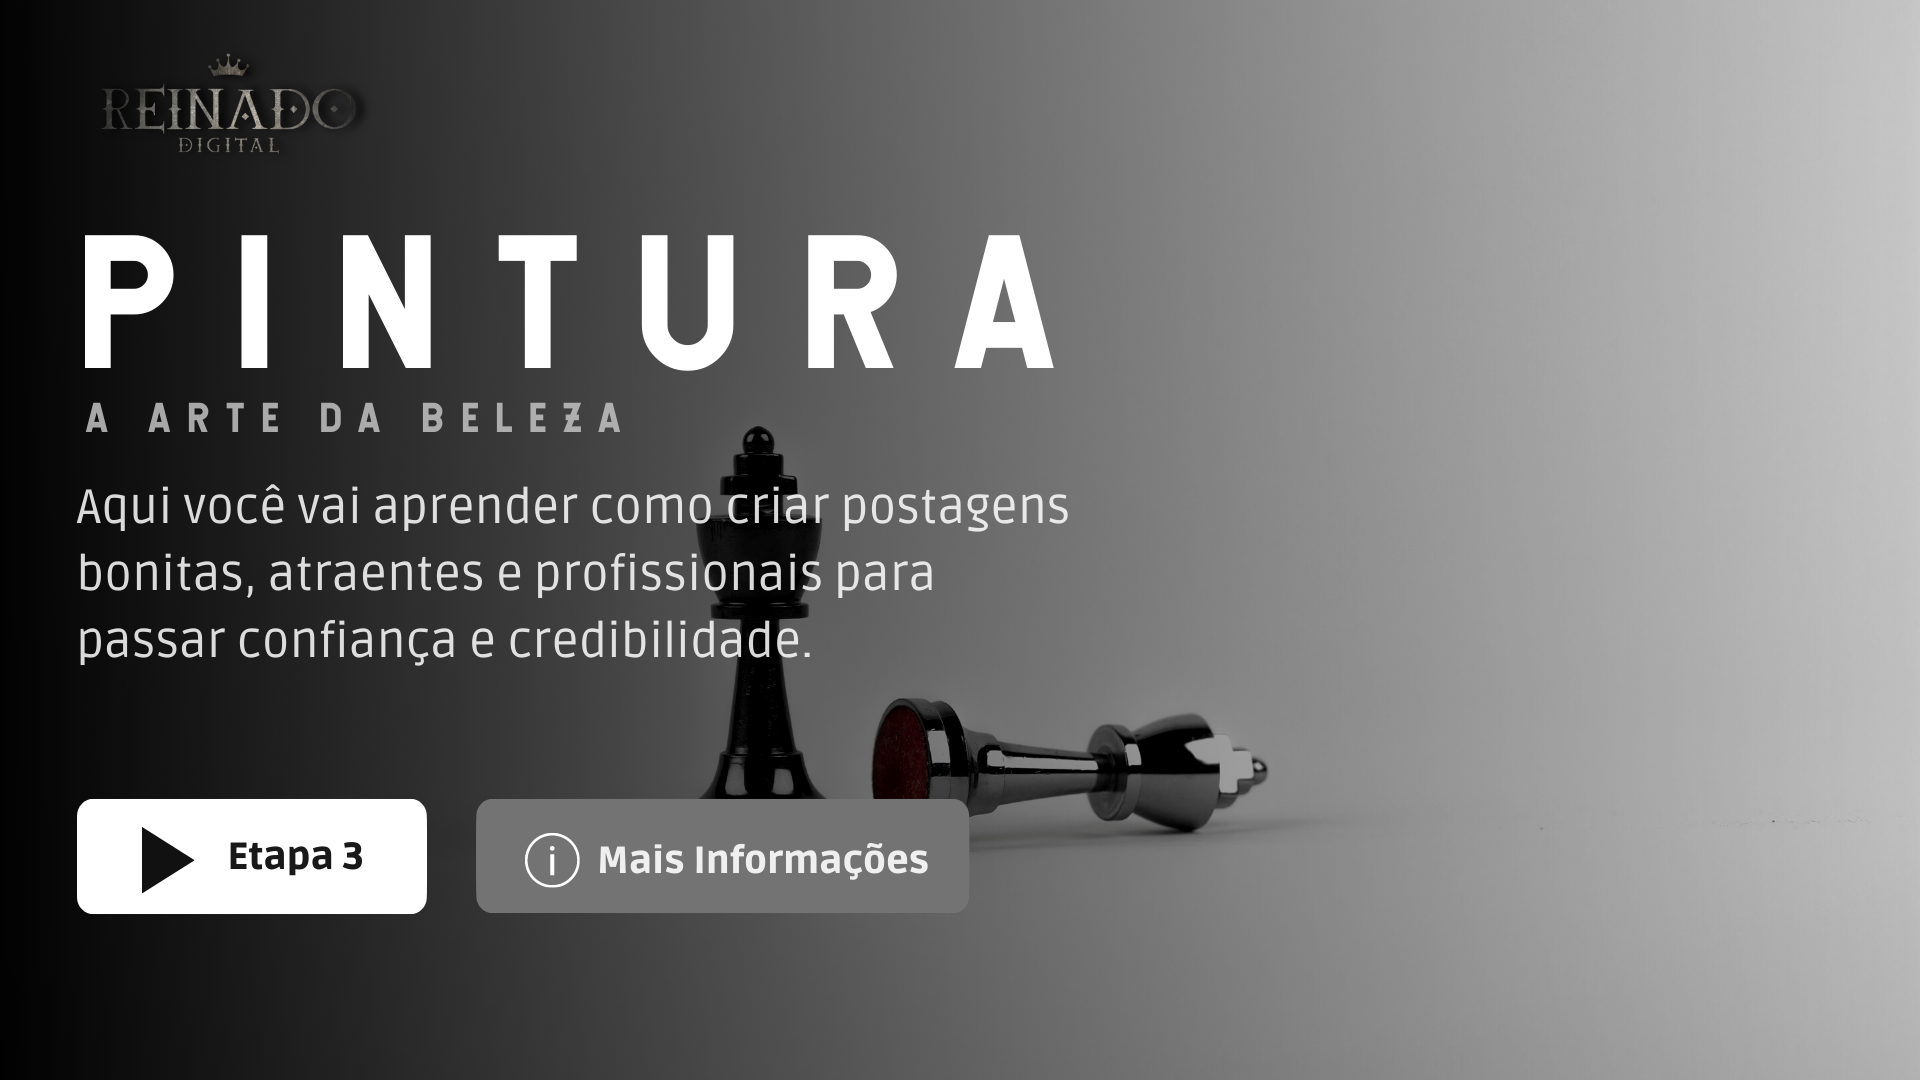 REINADO
DIGITAL
PINTURA
A ARTE DA BELEZA
Aqui você vai aprender como criar postagens
bonitas, atraentes e profissionais para
passar confiança e credibilidade.
Etapa 3
Mais Informações